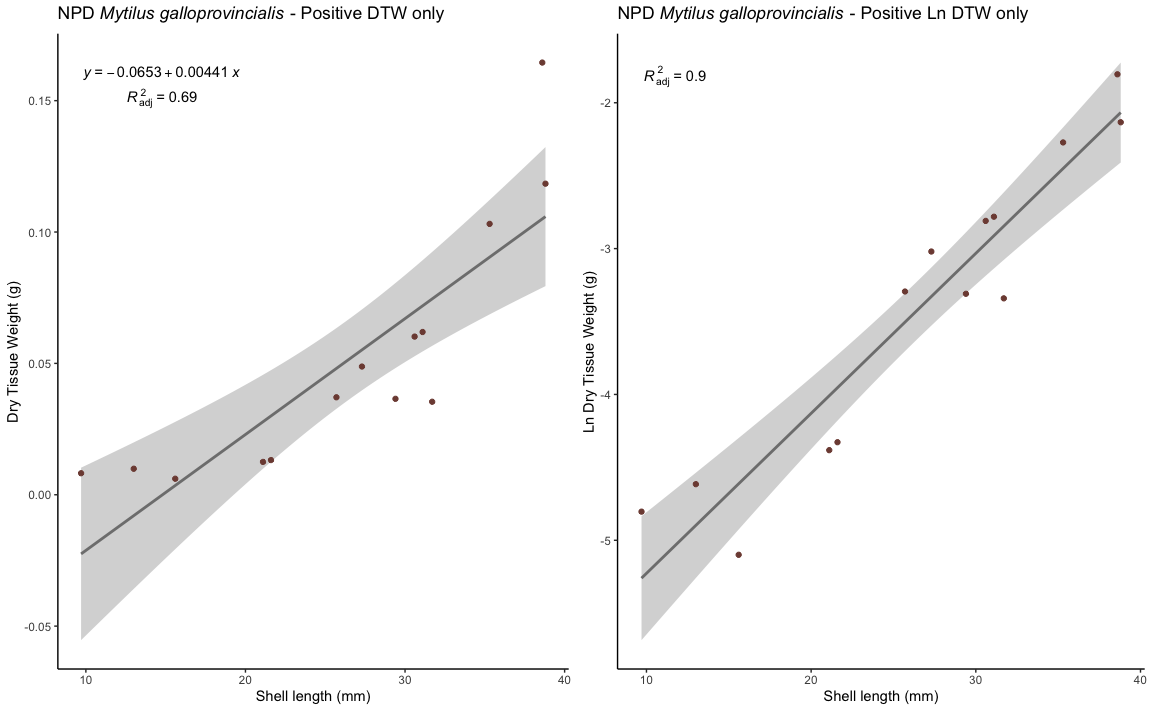 NPD Mytilus galloprovincialis - Positive DTW only
y = −0.0653 + 0.00441 x
R²adj = 0.69
0.15
0.10
0.05
0.00
-0.05
Dry Tissue Weight (g)
10 20 30 40
Shell length (mm)
NPD Mytilus galloprovincialis - Positive Ln DTW only
R²adj = 0.9
-2
-3
-4
-5
Ln Dry Tissue Weight (g)
10 20 30 40
Shell length (mm)